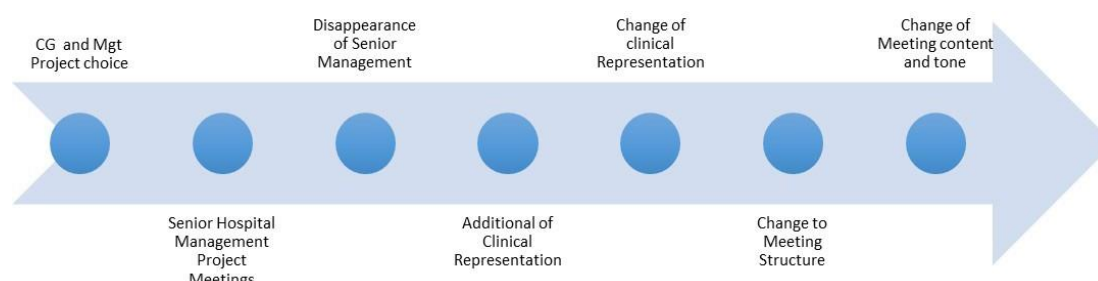 CG and Mgt
Project choice
Senior Hospital
Management
Project
Meetings
Disappearance
of Senior
Management
Additional of
Clinical
Representation
Change of
clinical
Representation
Change to
Meeting
Structure
Change of
Meeting content
and tone